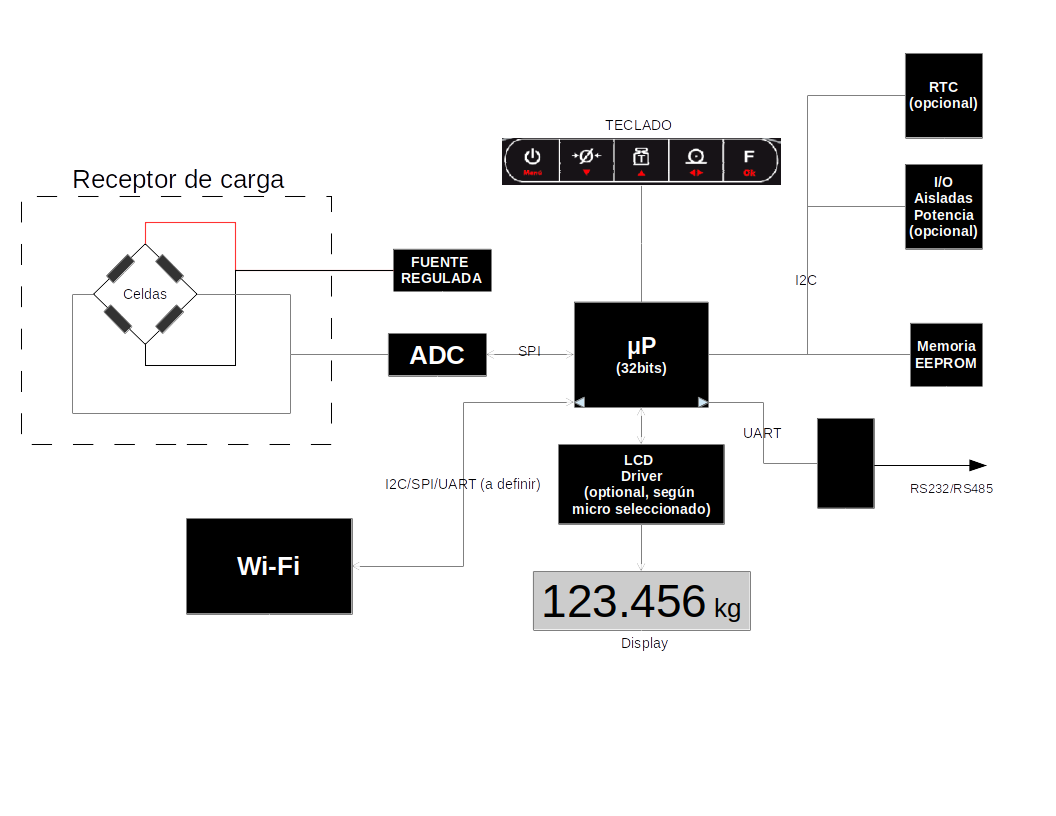 RTC
(opcional)
TECLADO
Menú
F
Ok
T
I/O
Aisladas
Potencia
(opcional)
Receptor de carga
FUENTE
REGULADA
Celdas
I2C
ADC
SPI
µP
(32bits)
Memoria
EEPROM
UART
LCD
Driver
(optional, según
micro seleccionado)
I2C/SPI/UART (a definir)
RS232/RS485
Wi-Fi
123.456 kg
Display